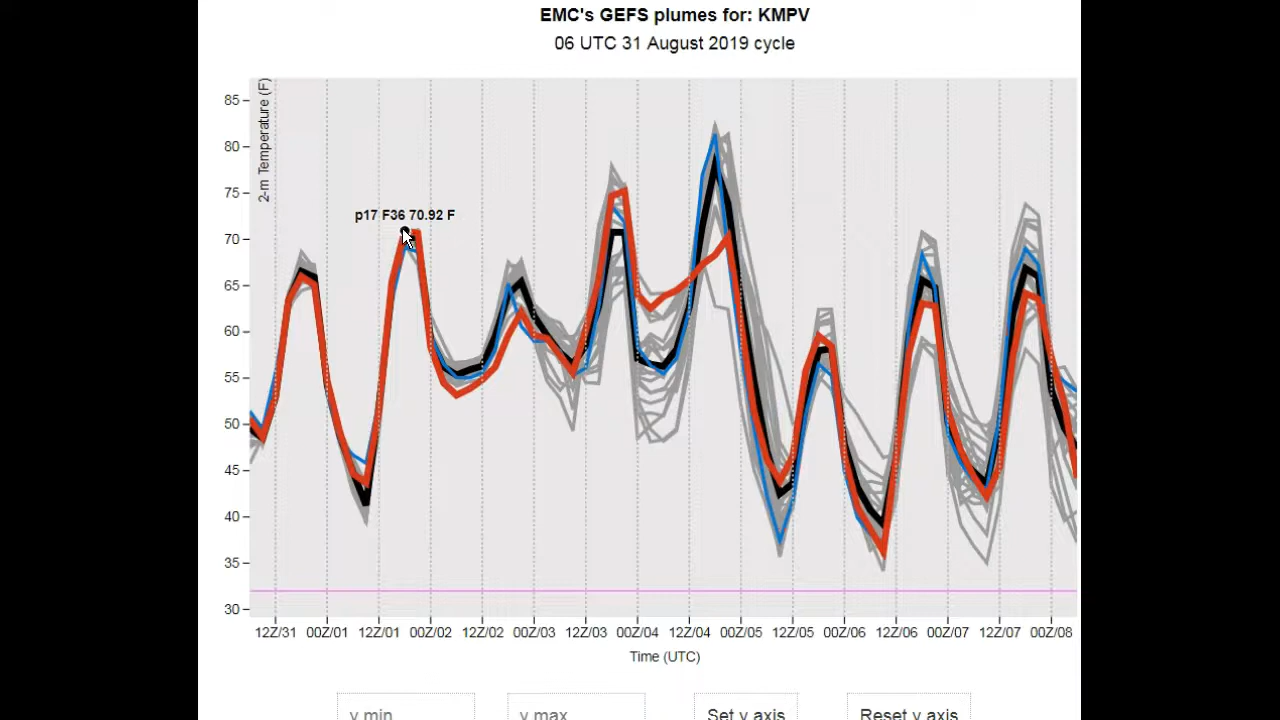 EMC's GEFS plumes for: KMPV
06 UTC 31 August 2019 cycle
2-m Temperature (F)
85
80
75
p17 F36 70.92 F
70
65
60
55
50
45
40
35
30
12Z/31 00Z/01 12Z/01 00Z/02 12Z/02 00Z/03 12Z/03 00Z/04 12Z/04 00Z/05 12Z/05 00Z/06 12Z/06 00Z/07 12Z/07 00Z/08
Time (UTC)
y min y max Set y axis Reset y axis